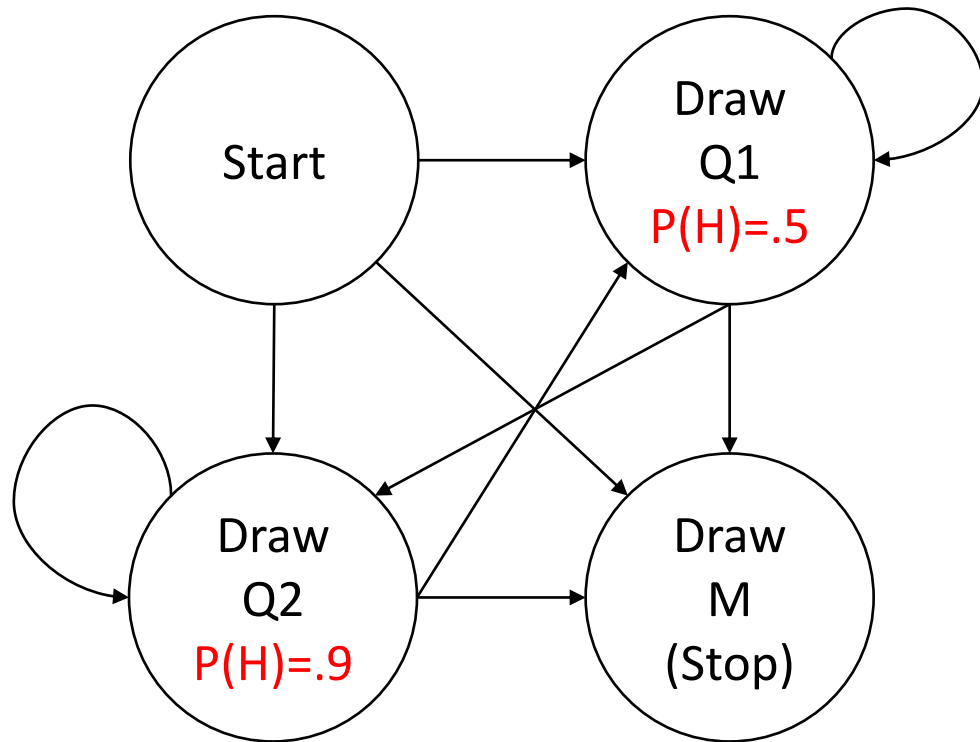 Start
Draw
Q1
P(H)=.5
Draw
Q2
P(H)=.9
Draw
M
(Stop)